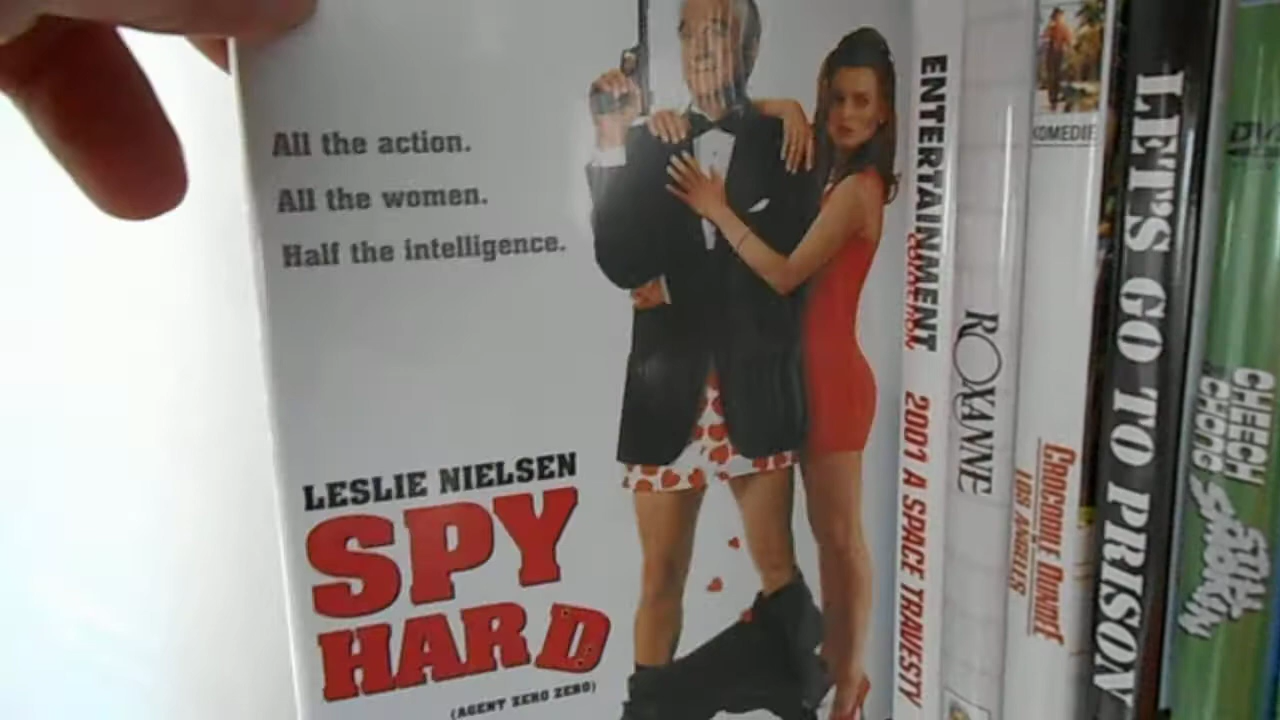 All the action.
All the women.
Half the intelligence.
LESLIE NIELSEN
SPY
HARD
(AGENT ZERO ZERO)
ENTERTAINMENT
2001 A SPACE TRAVESTY
ROXANNE
KOMEDIE
CROCODILE DUNDEE
LOS ANGELES
LET'S GO TO PRISON
CHEECH
CHONG
STILL
SMOKIN